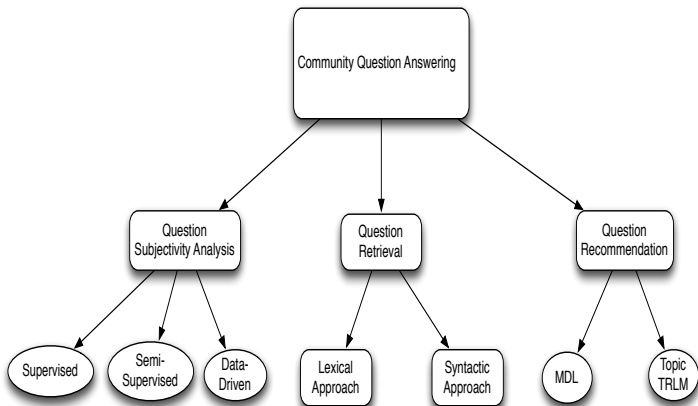 Community Question Answering
Question
Subjectivity Analysis
Question
Retrieval
Question
Recommendation
Supervised
Semi-
Supervised
Data-
Driven
Lexical
Approach
Syntactic
Approach
MDL
Topic
TRLM